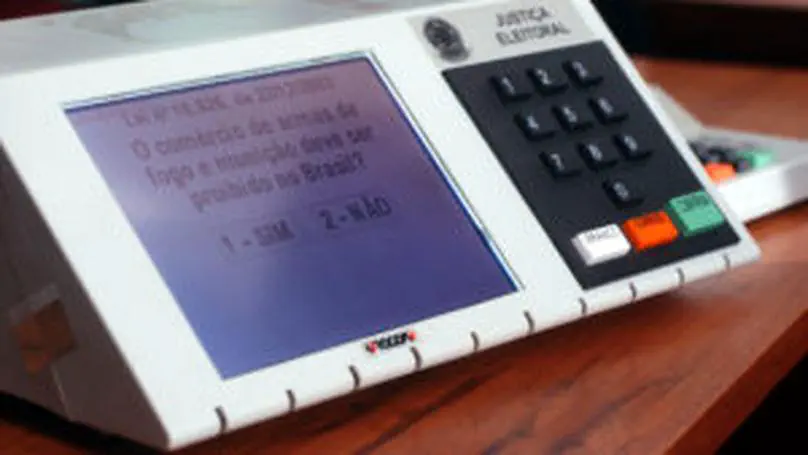 JUSTIÇA
ELEITORAL
O comércio de armas de
fogo e munição deve ser
proibido no Brasil?
1 - SIM 2 - NÃO
1 2 3
4 5 6
7 8 9
0
BRANCO